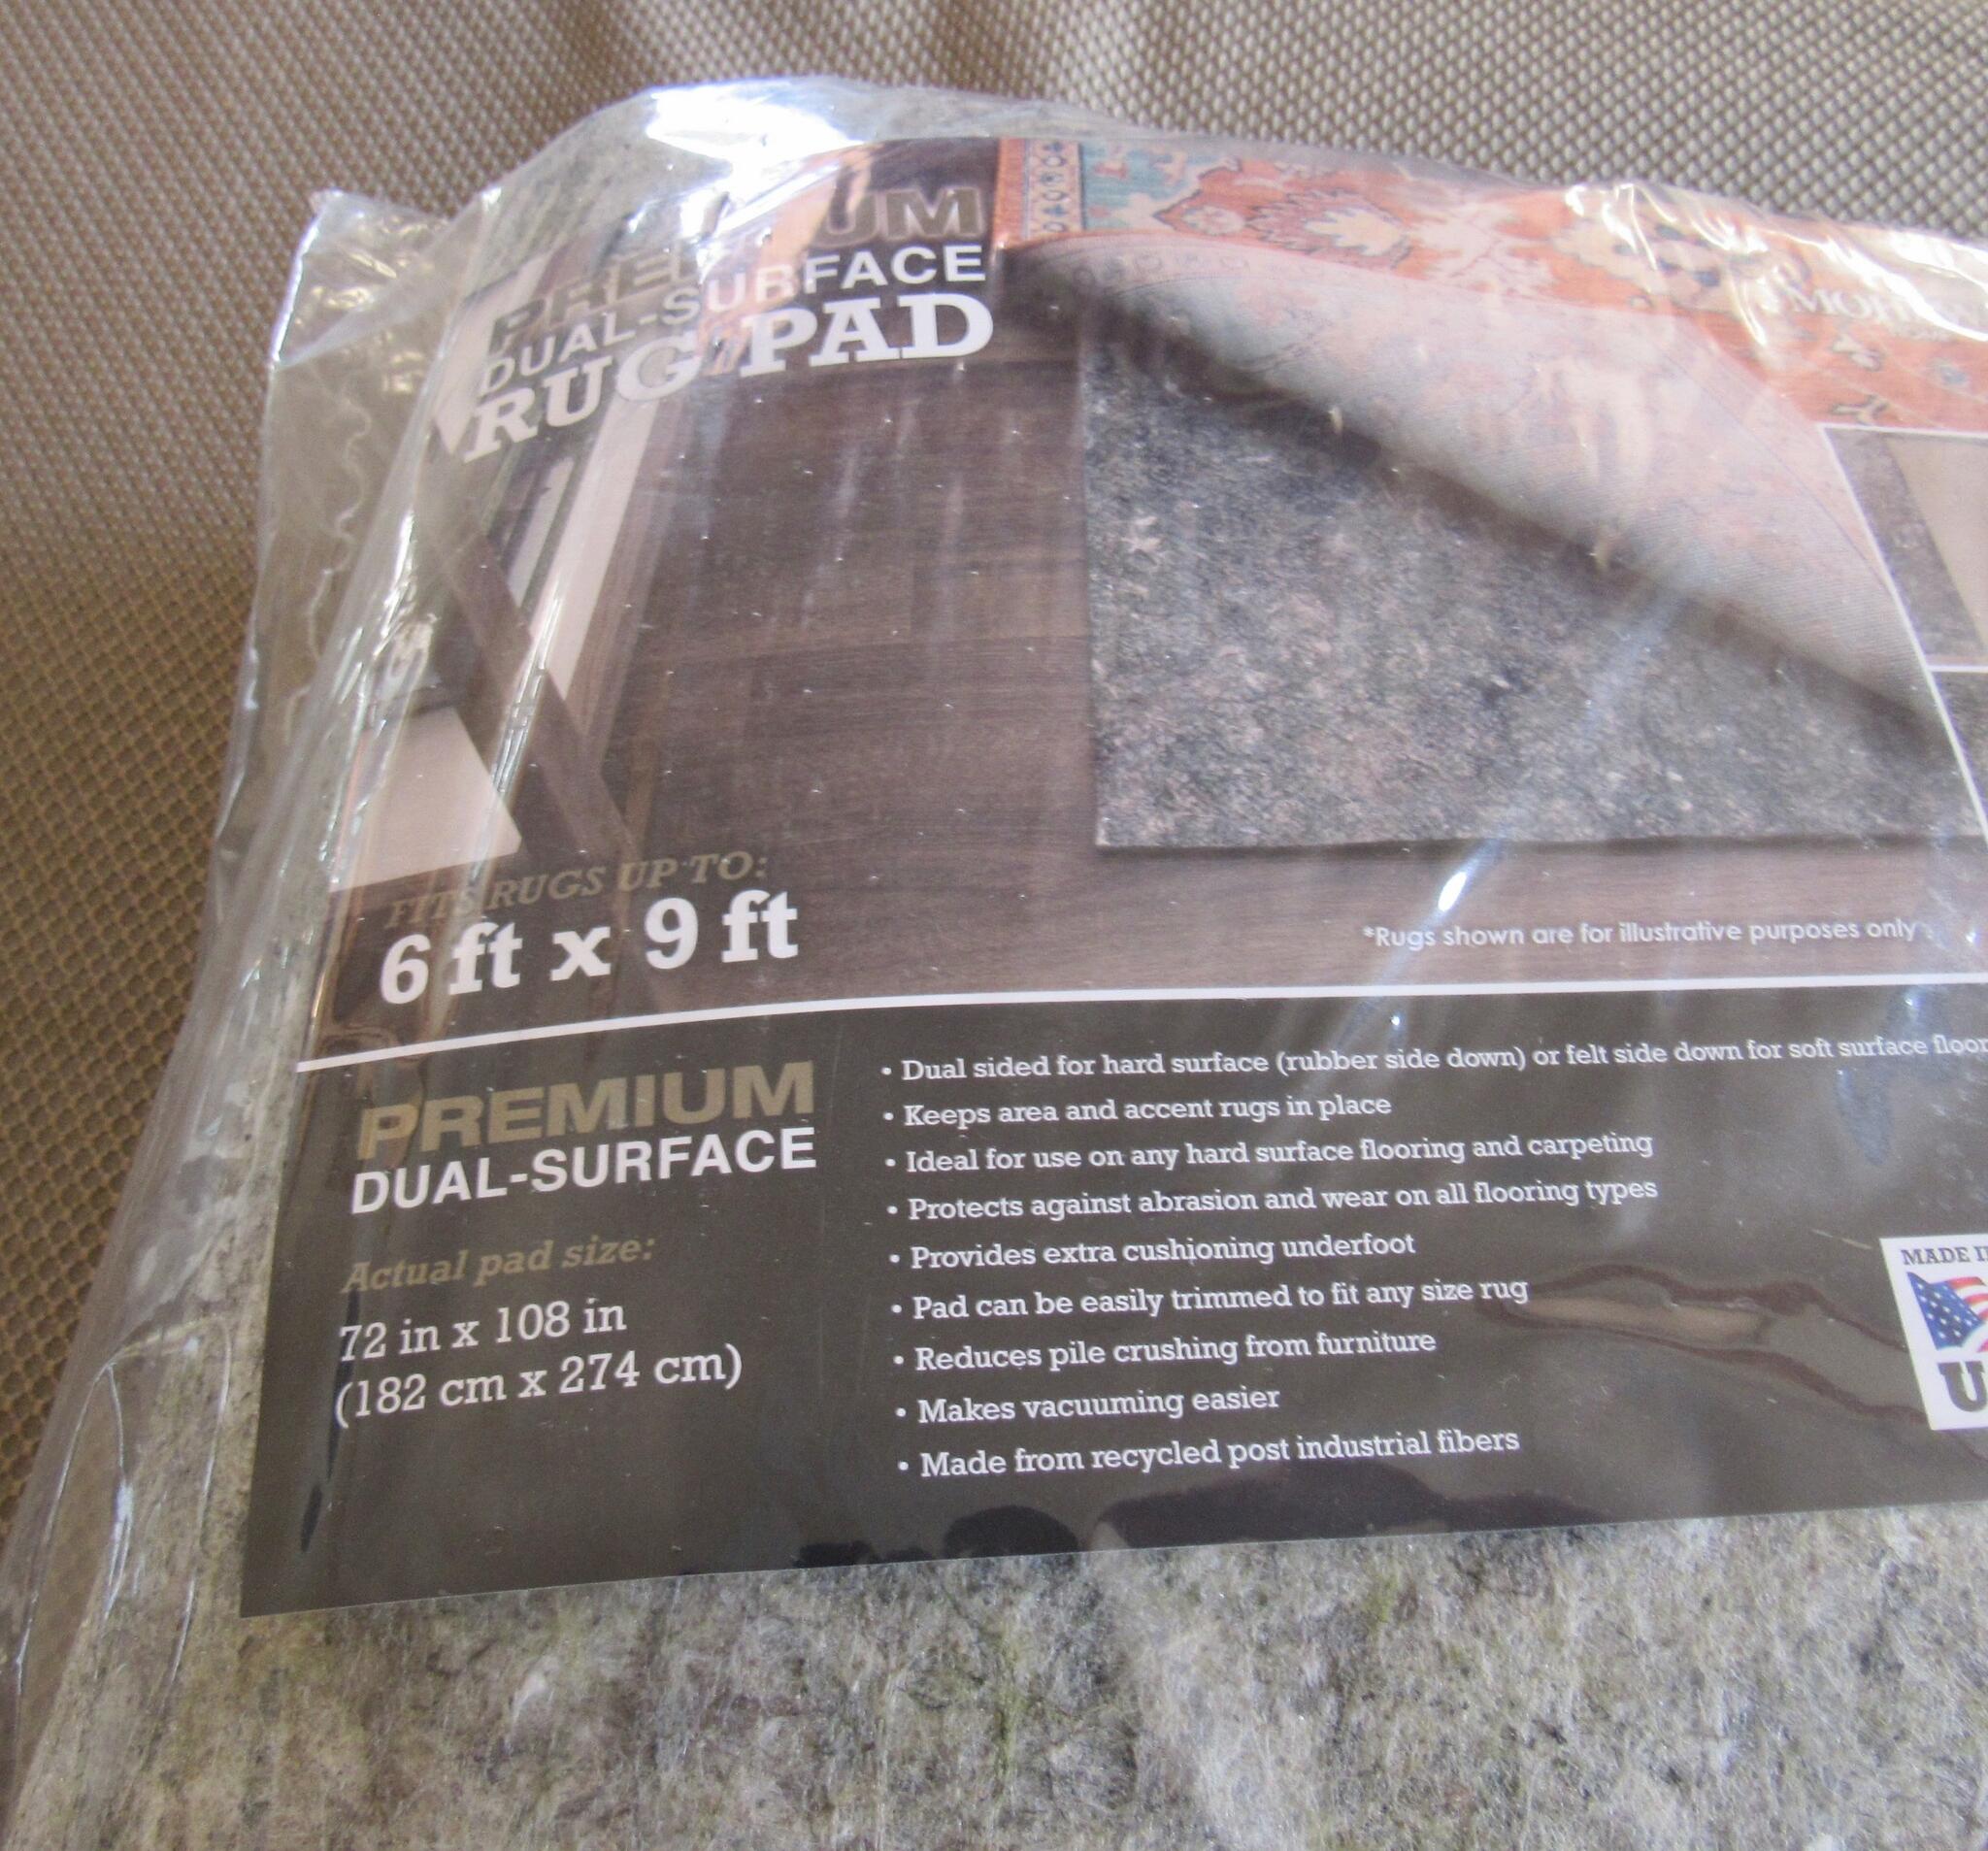 PREMIUM
DUAL-SURFACE
RUG PAD
FITS RUGS UP TO:
6 ft x 9 ft
*Rugs shown are for illustrative purposes only
PREMIUM
DUAL-SURFACE
Actual pad size:
72 in x 108 in
(182 cm x 274 cm)
• Dual sided for hard surface (rubber side down) or felt side down for soft surface floor
• Keeps area and accent rugs in place
• Ideal for use on any hard surface flooring and carpeting
• Protects against abrasion and wear on all flooring types
• Provides extra cushioning underfoot
• Pad can be easily trimmed to fit any size rug
• Reduces pile crushing from furniture
• Makes vacuuming easier
• Made from recycled post industrial fibers
MADE
U